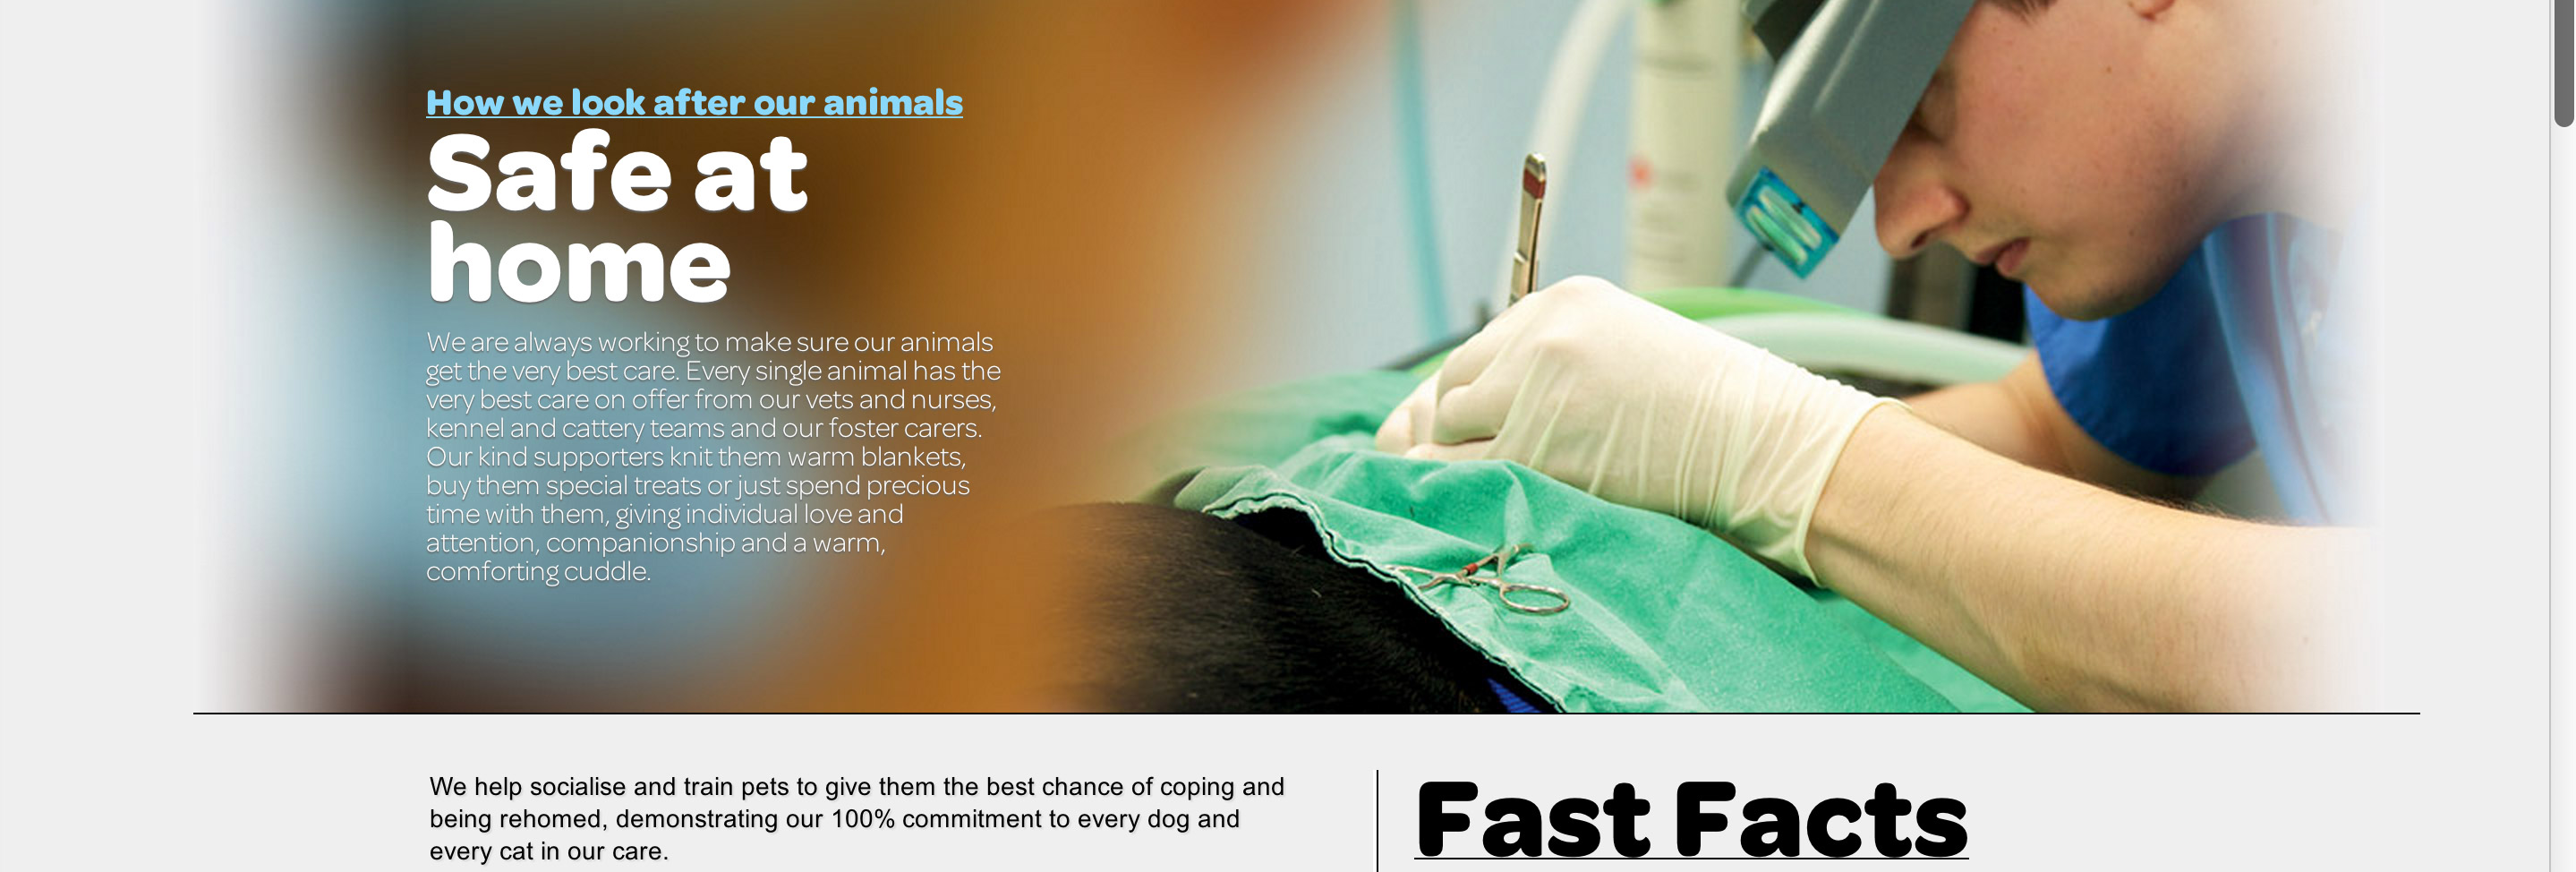 How we look after our animals
Safe at
home
We are always working to make sure our animals
get the very best care. Every single animal has the
very best care on offer from our vets and nurses,
kennel and cattery teams and our foster carers.
Our kind supporters knit them warm blankets,
buy them special treats or just spend precious
time with them, giving individual love and
attention, companionship and a warm,
comforting cuddle.
We help socialise and train pets to give them the best chance of coping and
being rehomed, demonstrating our 100% commitment to every dog and
every cat in our care.
Fast Facts